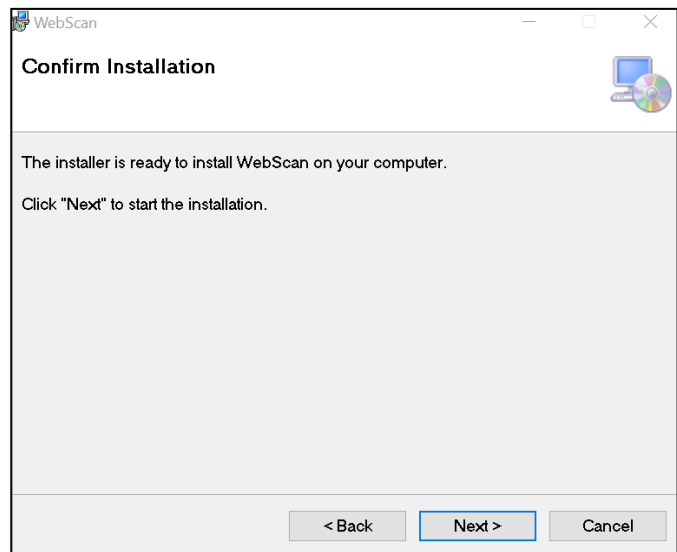 WebScan
Confirm Installation
The installer is ready to install WebScan on your computer.
Click "Next" to start the installation.
< Back
Next >
Cancel